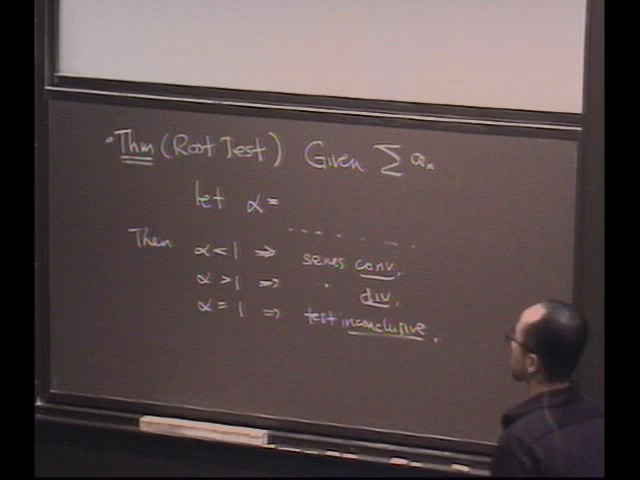 • Thm (Root Test) Given ∑ aₙ
let α =
Then α < 1 ⇒ series conv.
α > 1 ⇒ " div.
α = 1 ⇒ test inconclusive.